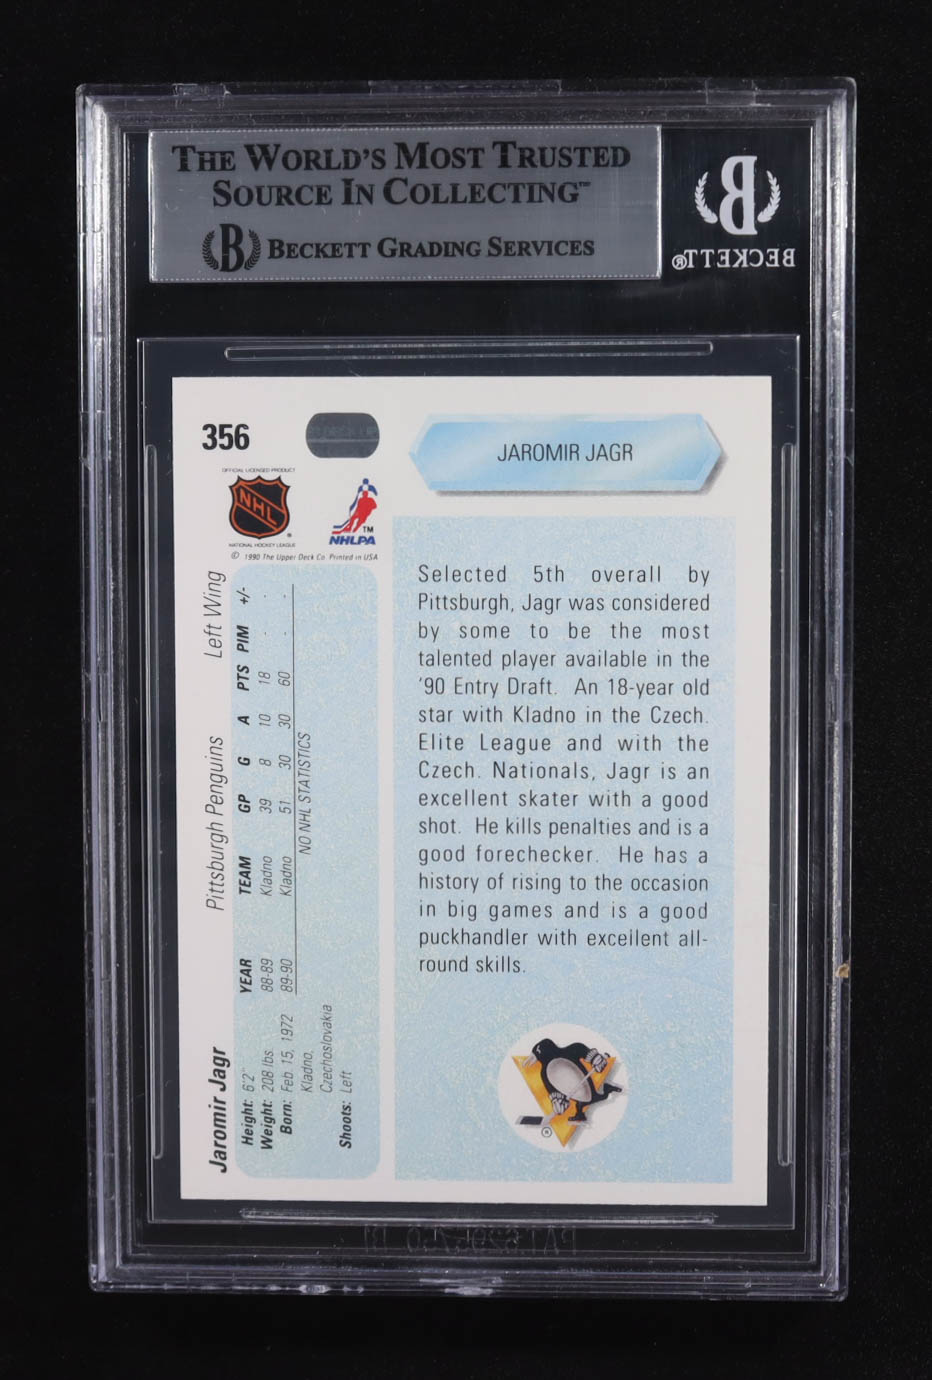 THE WORLD'S MOST TRUSTED
SOURCE IN COLLECTING™
B BECKETT GRADING SERVICES
B
BECKETT®
356
JAROMIR JAGR
OFFICIAL LICENSED PRODUCT
NHL
NATIONAL HOCKEY LEAGUE
TM
NHLPA
© 1990 The Upper Deck Co. Printed in USA
Selected 5th overall by
Pittsburgh, Jagr was considered
by some to be the most
talented player available in the
'90 Entry Draft. An 18-year old
star with Kladno in the Czech.
Elite League and with the
Czech. Nationals, Jagr is an
excellent skater with a good
shot. He kills penalties and is a
good forechecker. He has a
history of rising to the occasion
in big games and is a good
puckhandler with excellent all-
round skills.
Jaromir Jagr Pittsburgh Penguins Left Wing
Height: 6'2" YEAR TEAM GP G A PTS PIM +/-
Weight: 208 lbs. 88-89 Kladno 39 8 10 18 . .
Born: Feb. 15, 1972 89-90 Kladno 51 30 30 60 . .
Kladno, NO NHL STATISTICS
Czechoslovakia
Shoots: Left
®